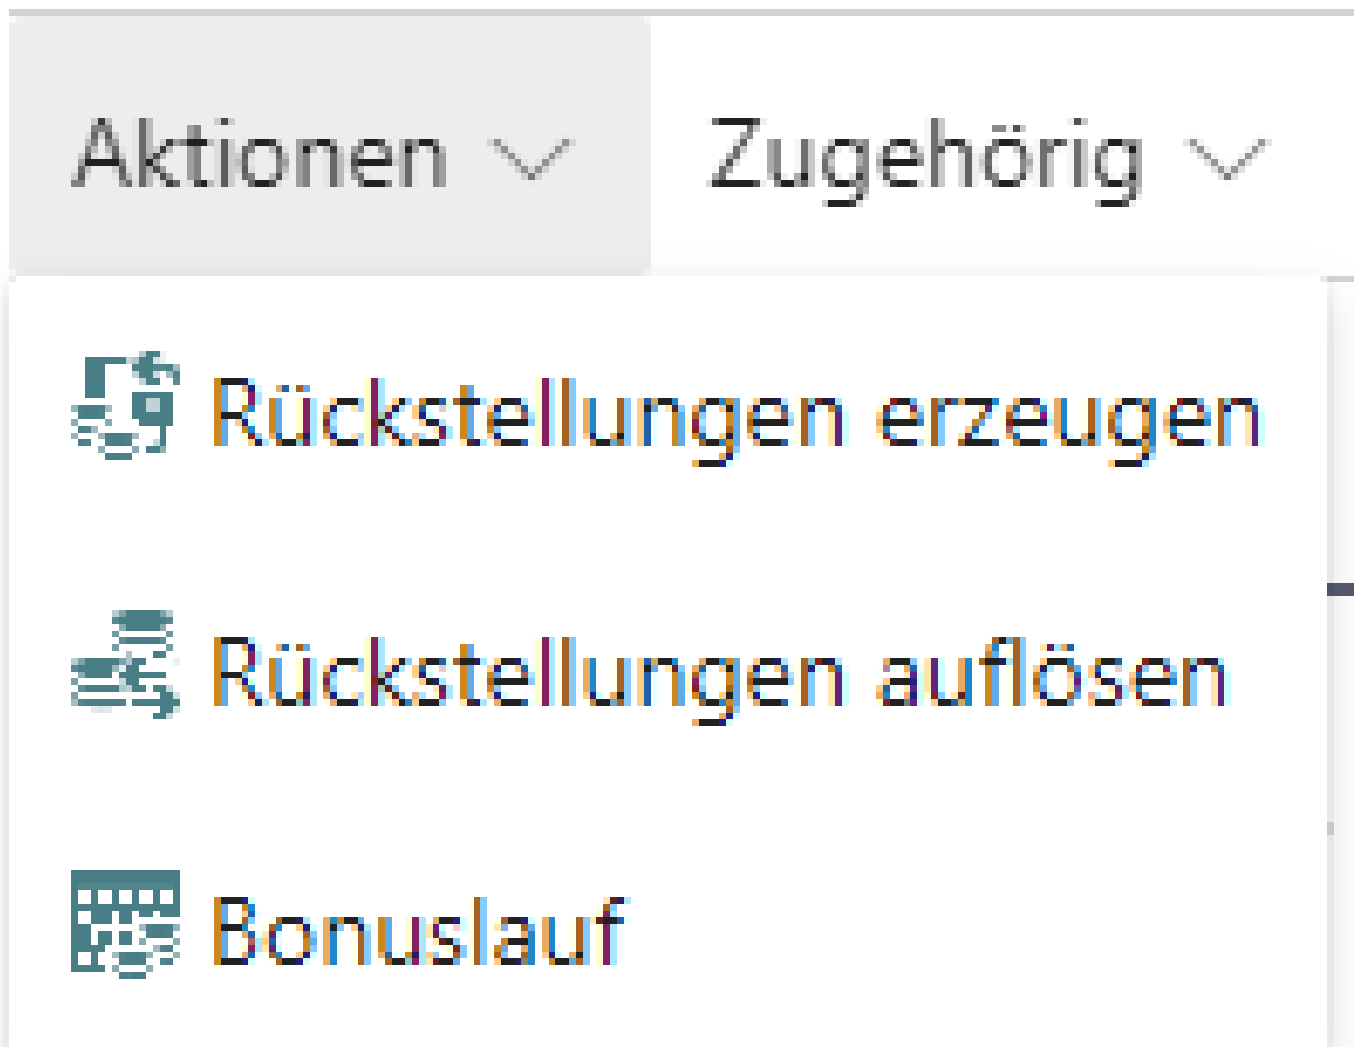 Aktionen Zugehörig
Rückstellungen erzeugen
Rückstellungen auflösen
Bonuslauf